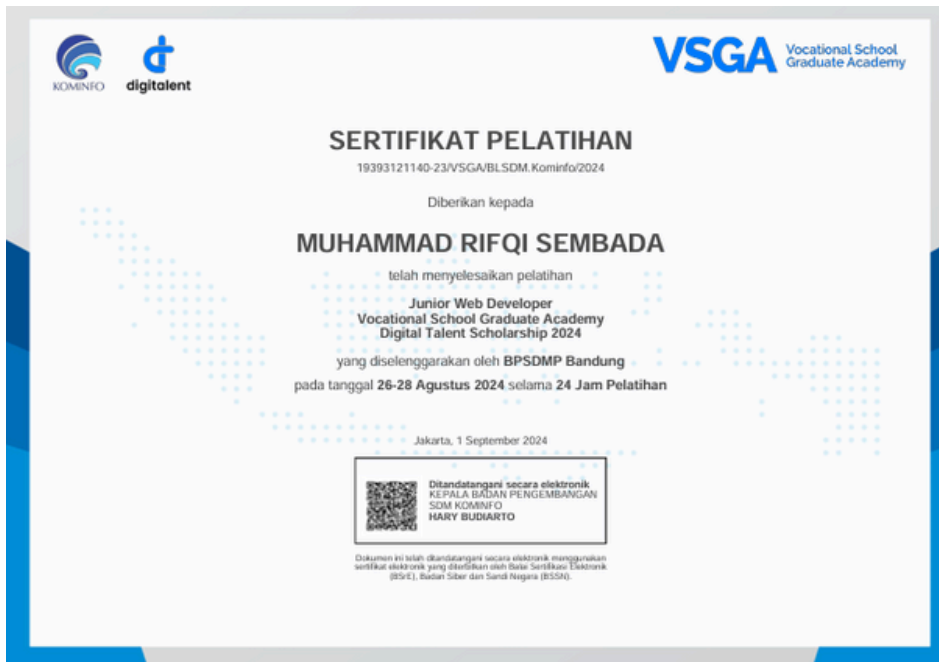 KOMINFO
digitalent
VSGA
Vocational School
Graduate Academy
SERTIFIKAT PELATIHAN
19393121140-23/VSGA/BLSDM.Kominfo/2024
Diberikan kepada
MUHAMMAD RIFQI SEMBADA
telah menyelesaikan pelatihan
Junior Web Developer
Vocational School Graduate Academy
Digital Talent Scholarship 2024
yang diselenggarakan oleh BPSDMP Bandung
pada tanggal 26-28 Agustus 2024 selama 24 Jam Pelatihan
Jakarta, 1 September 2024
Ditandatangani secara elektronik
KEPALA BADAN PENGEMBANGAN
SDM KOMINFO
HARY BUDIARTO
Dokumen ini telah ditandatangani secara elektronik menggunakan
sertifikat elektronik yang diterbitkan oleh Balai Sertifikasi Elektronik
(BSrE), Badan Siber dan Sandi Negara (BSSN).